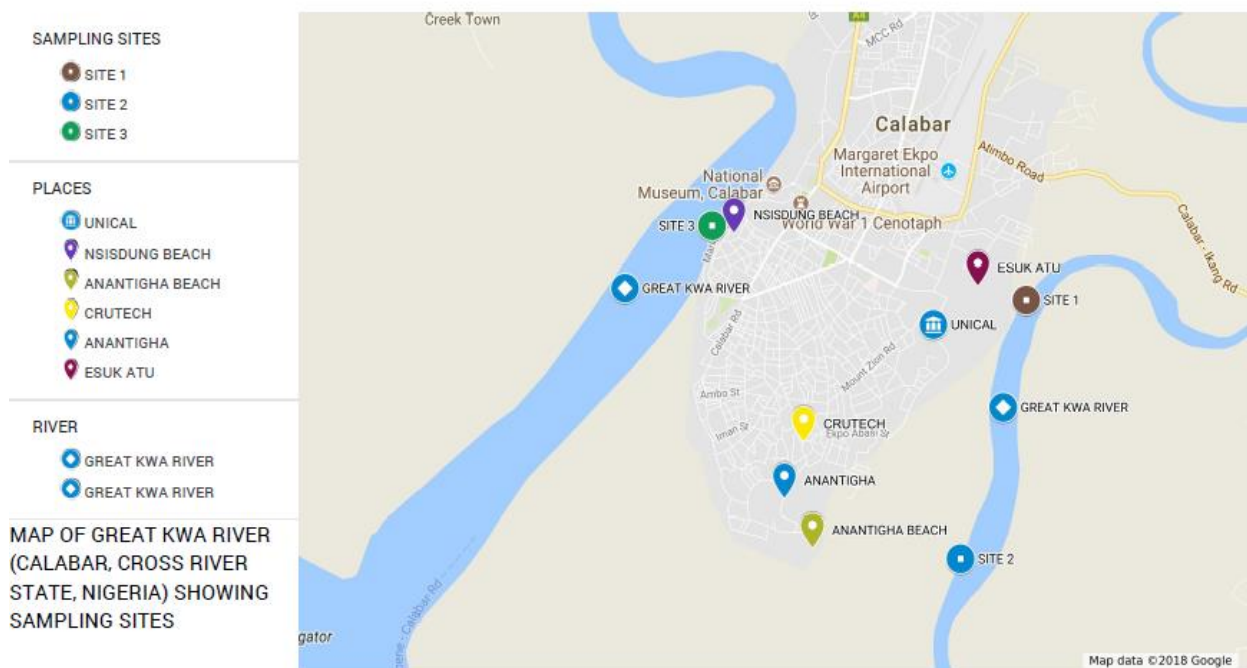 SAMPLING SITES
SITE 1
SITE 2
SITE 3
PLACES
UNICAL
NSISDUNG BEACH
ANANTIGHA BEACH
CRUTECH
ANANTIGHA
ESUK ATU
RIVER
GREAT KWA RIVER
GREAT KWA RIVER
MAP OF GREAT KWA RIVER
(CALABAR, CROSS RIVER
STATE, NIGERIA) SHOWING
SAMPLING SITES
Creek Town
A4
MCC Rd
Calabar
Margaret Ekpo
International
Airport
Atimbo Road
National
Museum, Calabar
Calabar - Ikang Rd
NSISDUNG BEACH
SITE 3
World War 1 Cenotaph
ESUK ATU
GREAT KWA RIVER
SITE 1
UNICAL
Calabar Rd
Mount Zion Rd
Ambo St
GREAT KWA RIVER
CRUTECH
Iman St
Ekpo Abasi St
ANANTIGHA
ANANTIGHA BEACH
SITE 2
Calabar Rd
gator
Map data ©2018 Google